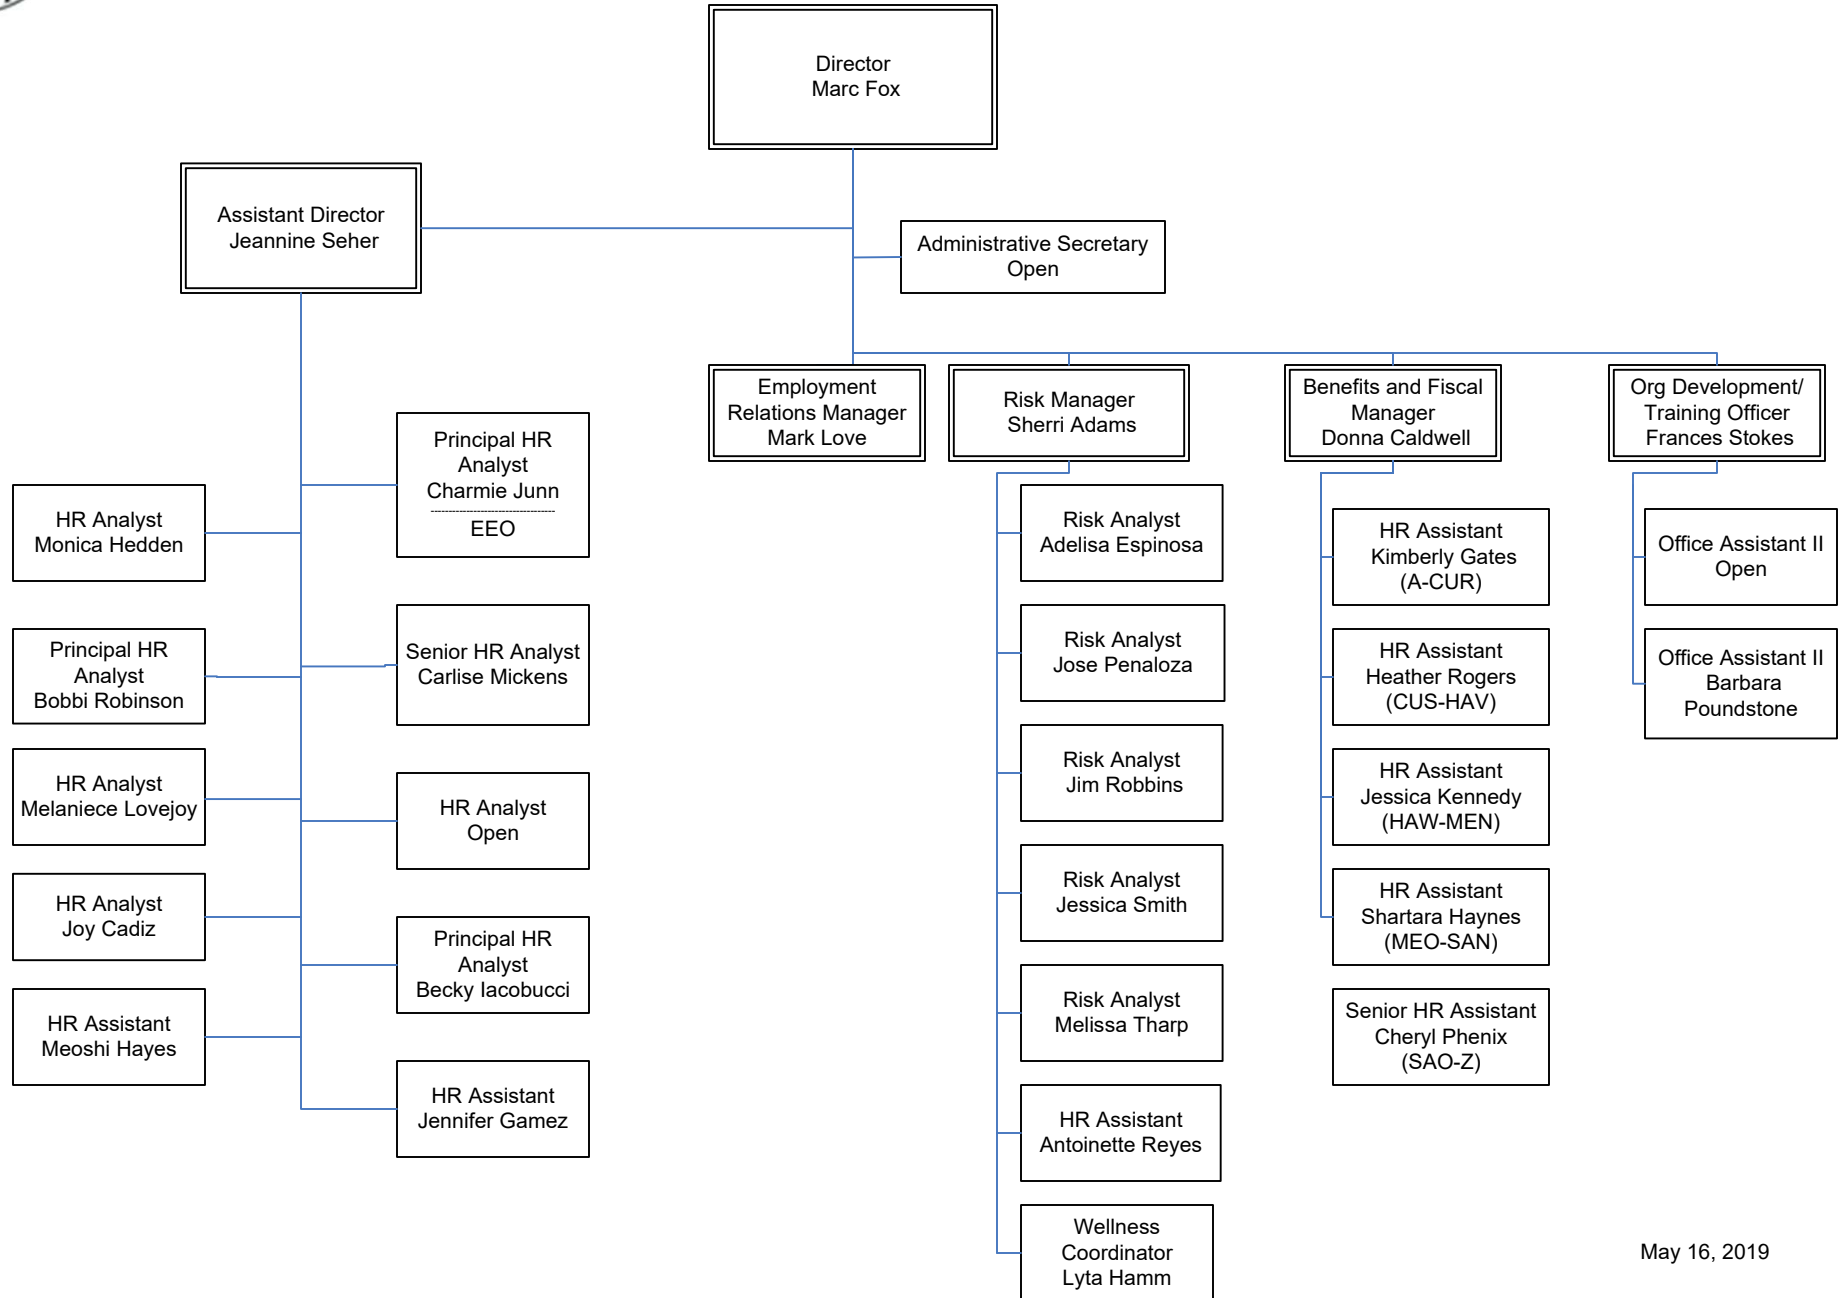 Director
Marc Fox
Assistant Director
Jeannine Seher
Administrative Secretary
Open
Employment
Relations Manager
Mark Love
Risk Manager
Sherri Adams
Benefits and Fiscal
Manager
Donna Caldwell
Org Development/
Training Officer
Frances Stokes
HR Analyst
Monica Hedden
Principal HR
Analyst
Bobbi Robinson
HR Analyst
Melaniece Lovejoy
HR Analyst
Joy Cadiz
HR Assistant
Meoshi Hayes
Principal HR
Analyst
Charmie Junn
-----------------------------------
EEO
Senior HR Analyst
Carlise Mickens
HR Analyst
Open
Principal HR
Analyst
Becky Iacobucci
HR Assistant
Jennifer Gamez
Risk Analyst
Adelisa Espinosa
Risk Analyst
Jose Penaloza
Risk Analyst
Jim Robbins
Risk Analyst
Jessica Smith
Risk Analyst
Melissa Tharp
HR Assistant
Antoinette Reyes
Wellness
Coordinator
Lyta Hamm
HR Assistant
Kimberly Gates
(A-CUR)
HR Assistant
Heather Rogers
(CUS-HAV)
HR Assistant
Jessica Kennedy
(HAW-MEN)
HR Assistant
Shartara Haynes
(MEO-SAN)
Senior HR Assistant
Cheryl Phenix
(SAO-Z)
Office Assistant II
Open
Office Assistant II
Barbara
Poundstone
May 16, 2019